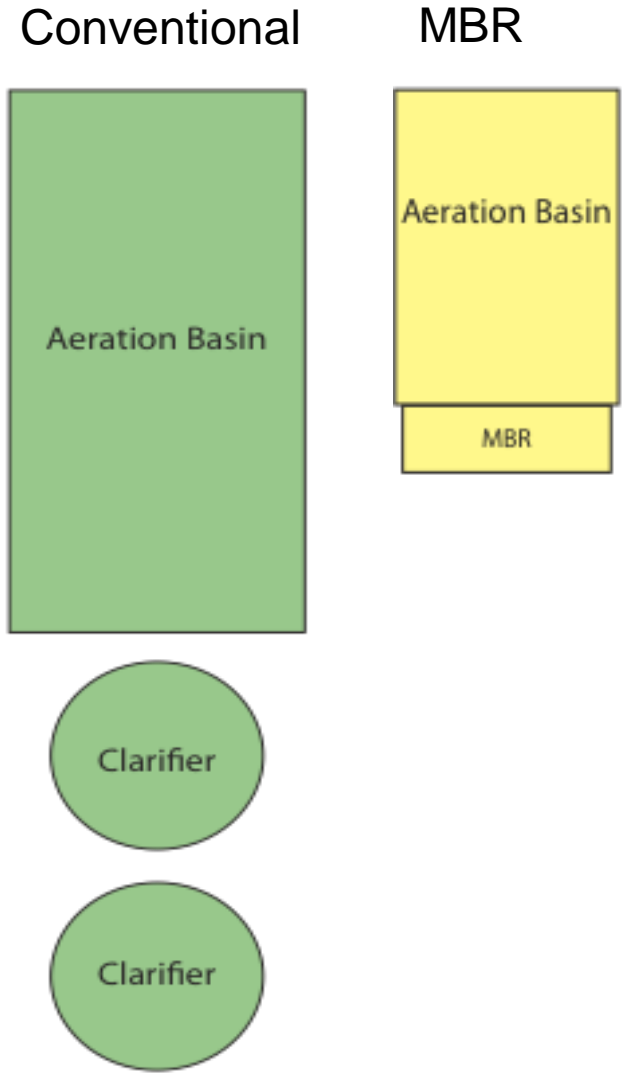 Conventional
MBR
Aeration Basin
Aeration Basin
MBR
Clarifier
Clarifier